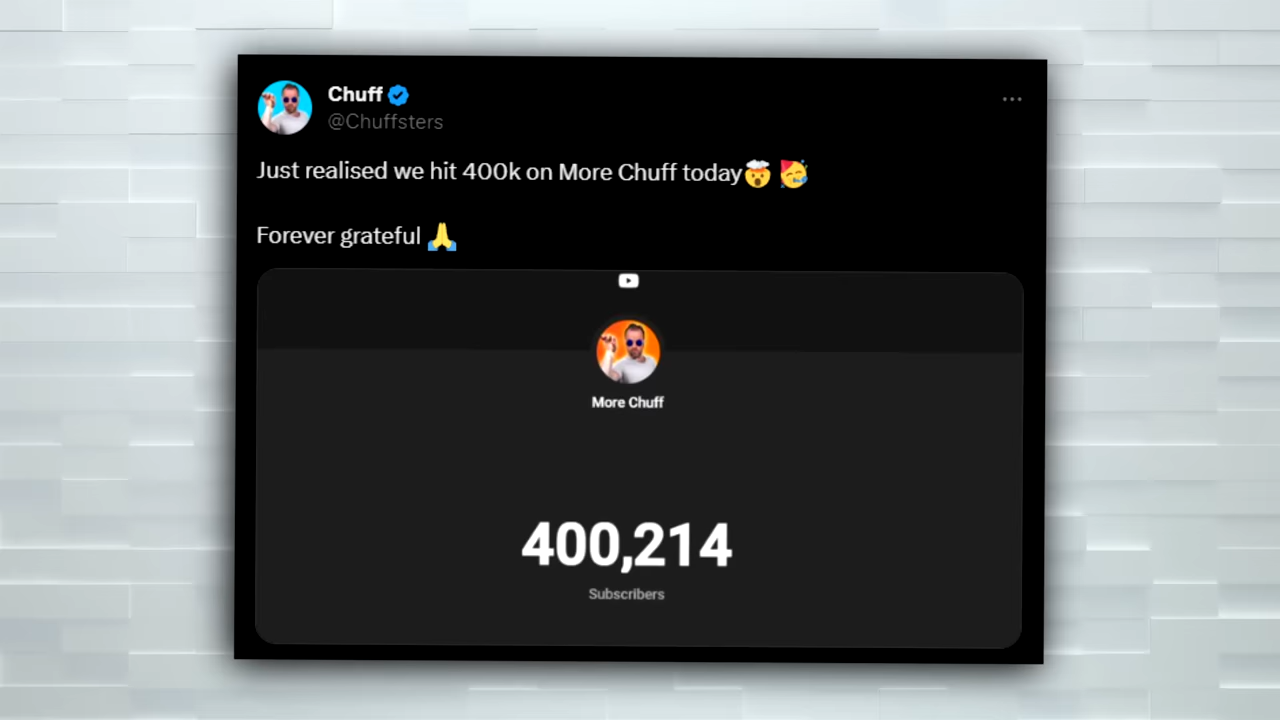 Chuff
@Chuffsters
Just realised we hit 400k on More Chuff today🤯 🥳
Forever grateful 🙏
More Chuff
400,214
Subscribers